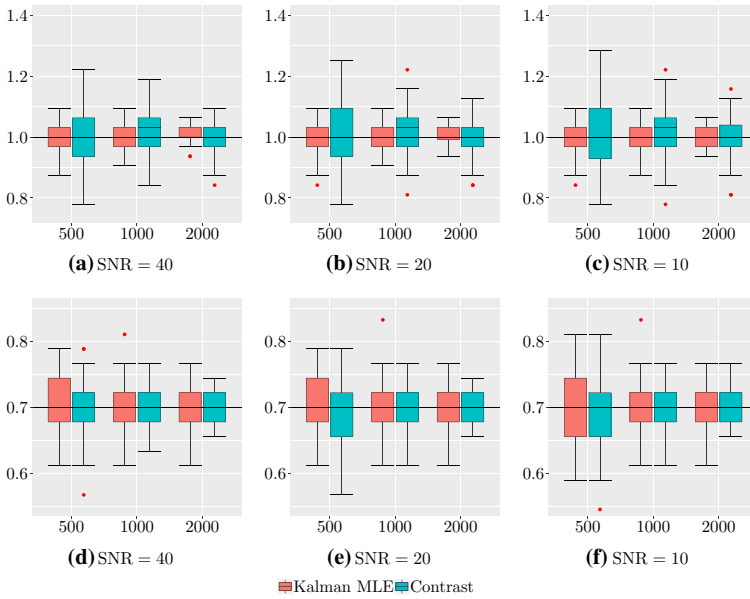 1.4
1.2
1.0
0.8
500 1000 2000
(a) SNR = 40
1.4
1.2
1.0
0.8
500 1000 2000
(b) SNR = 20
1.4
1.2
1.0
0.8
500 1000 2000
(c) SNR = 10
0.8
0.7
0.6
500 1000 2000
(d) SNR = 40
0.8
0.7
0.6
500 1000 2000
(e) SNR = 20
0.8
0.7
0.6
500 1000 2000
(f) SNR = 10
Kalman MLE Contrast